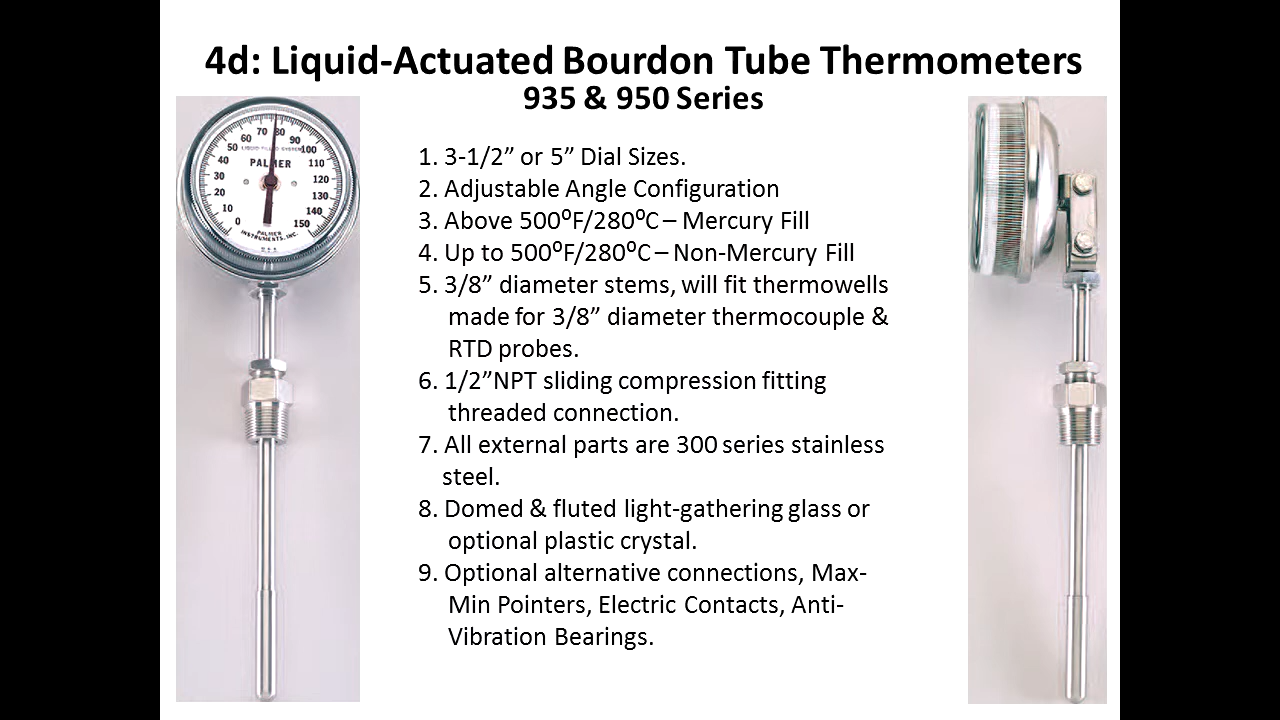 4d: Liquid-Actuated Bourdon Tube Thermometers
935 & 950 Series
1. 3-1/2” or 5” Dial Sizes.
2. Adjustable Angle Configuration
3. Above 500⁰F/280⁰C – Mercury Fill
4. Up to 500⁰F/280⁰C – Non-Mercury Fill
5. 3/8” diameter stems, will fit thermowells
made for 3/8” diameter thermocouple &
RTD probes.
6. 1/2”NPT sliding compression fitting
threaded connection.
7. All external parts are 300 series stainless
steel.
8. Domed & fluted light-gathering glass or
optional plastic crystal.
9. Optional alternative connections, Max-
Min Pointers, Electric Contacts, Anti-
Vibration Bearings.
0 10 20 30 40 50 60 70 80 90 100 110 120 130 140 150
LIQUID FILLED SYSTEM
PALMER
PALMER
INSTRUMENTS, INC.